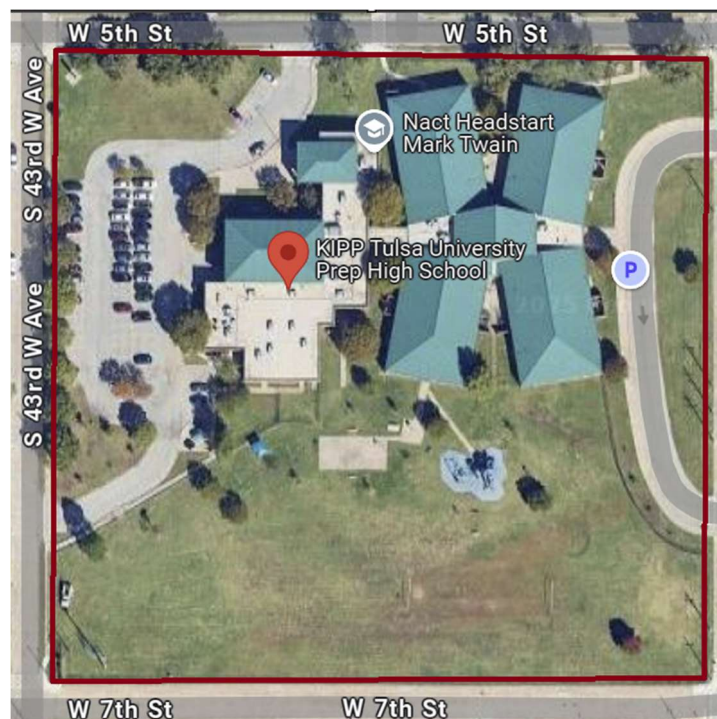 W 5th St
W 5th St
S 43rd W Ave
Nact Headstart
Mark Twain
KIPP Tulsa University
Prep High School
P
S 43rd W Ave
W 7th St
W 7th St